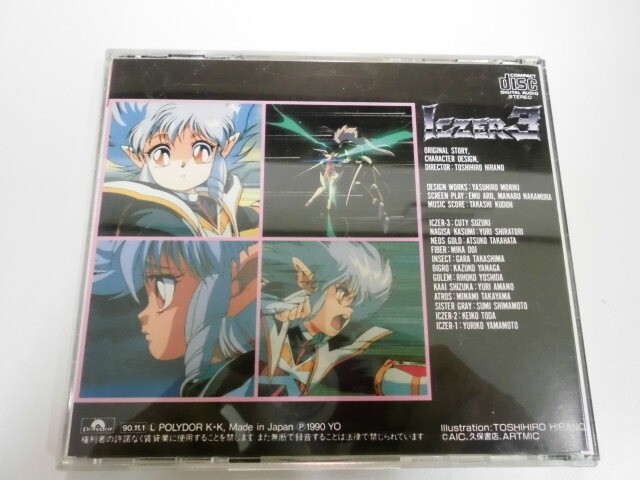 COMPACT
disc
DIGITAL AUDIO
STEREO
ICZER-3
ORIGINAL STORY,
CHARACTER DESIGN,
DIRECTOR : TOSHIHIRO HIRANO
DESIGN WORKS : YASUHIRO MORIKI
SCREEN PLAY : EMU ARII, MANABU NAKAMURA
MUSIC SCORE : TAKASHI KUDOH
ICZER-3 : CUTY SUZUKI
NAGISA KASUMI : YURI SHIRATORI
NEOS GOLD : ATSUKO TAKAHATA
FIBER : MIKA DOI
INSECT : GARA TAKASHIMA
BIGRO : KAZUKO YANAGA
GOLEM : RIHOKO YOSHIDA
KAAI SHIZUKA : YURI AMANO
ATROS : MINAMI TAKAYAMA
SISTER GRAY : SUMI SHIMAMOTO
ICZER-2 : KEIKO TODA
ICZER-1 : YURIKO YAMAMOTO
Polydor
90.11.1 L POLYDOR K•K, Made in Japan Ⓟ1990 YO
権利者の許諾なく賃貸業に使用することを禁じます また無断で録音することは法律で禁じられています
Illustration:TOSHIHIRO HIRANO
©AIC,久保書店,ARTMIC